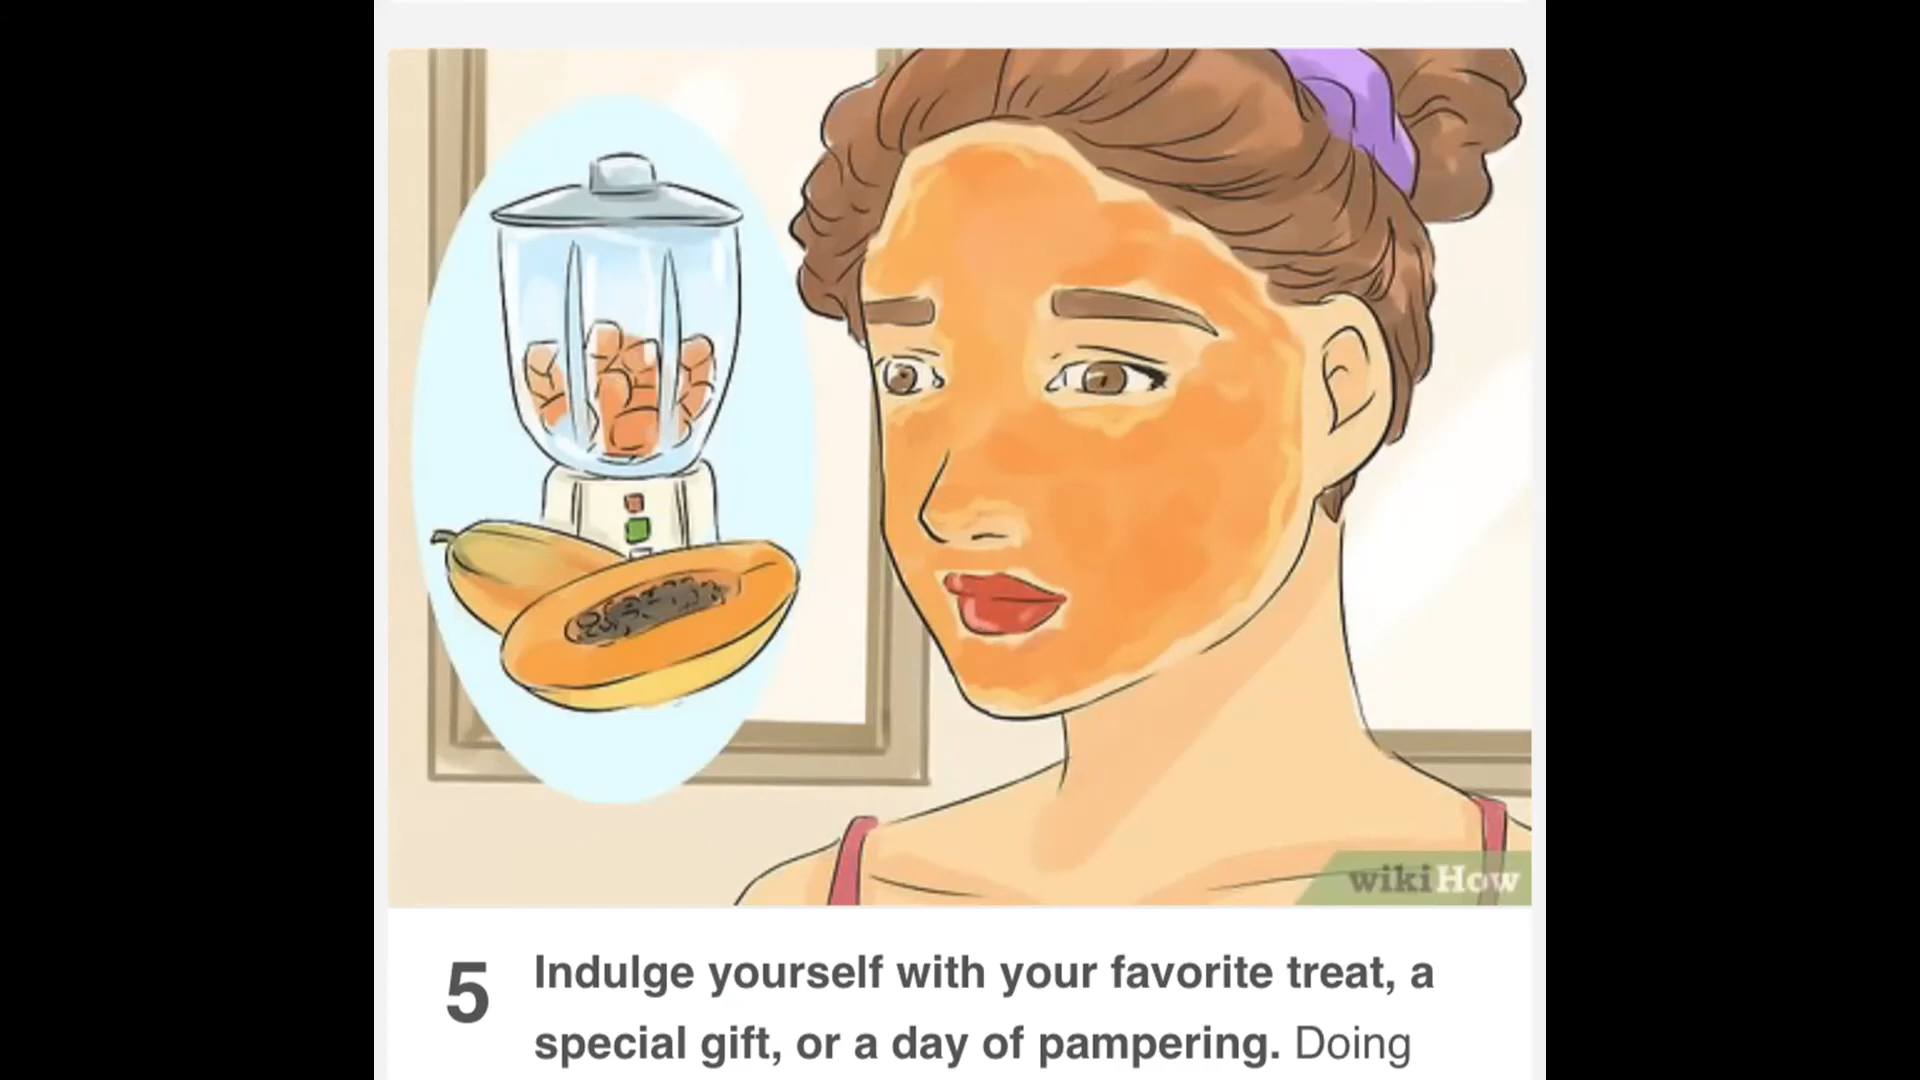 wikiHow
5
Indulge yourself with your favorite treat, a
special gift, or a day of pampering. Doing